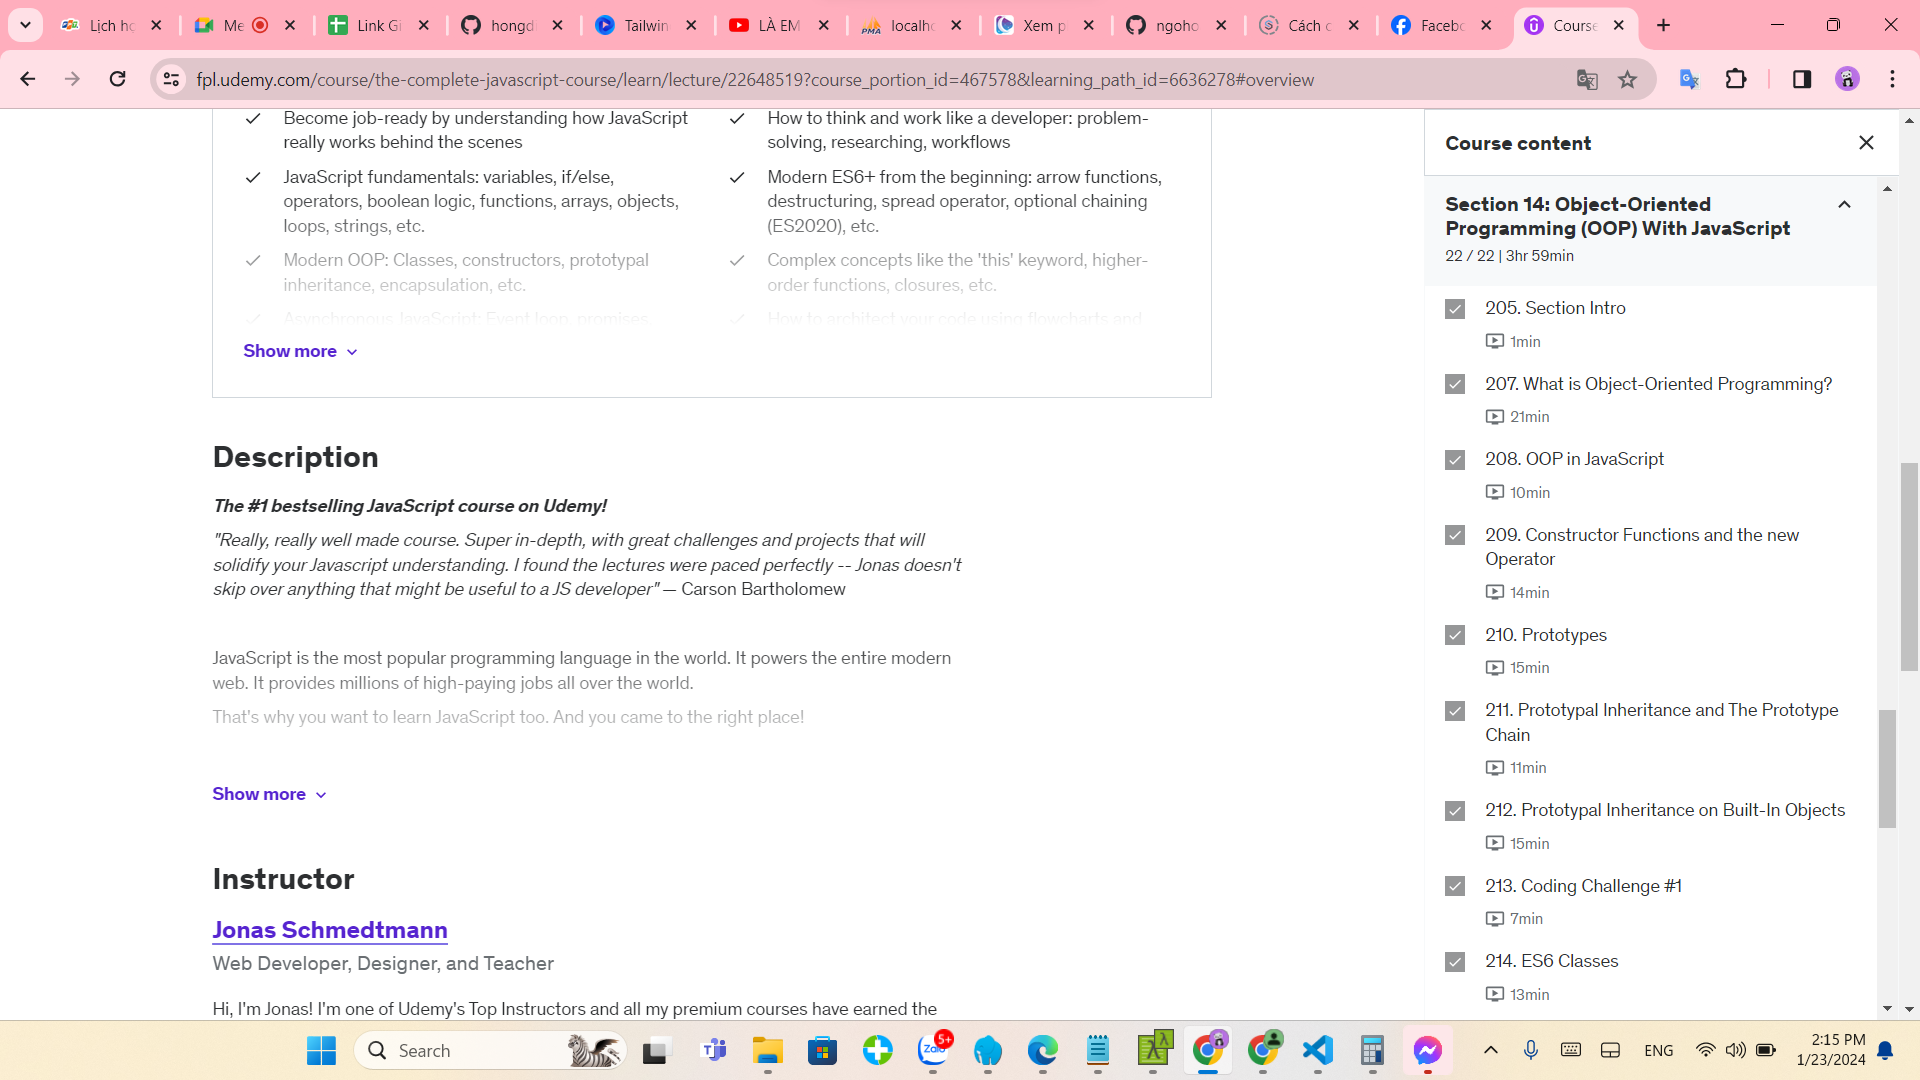 Lịch họ
Me
Link Gi
hongdi
Tailwin
LÀ EM
localho
Xem p
ngoho
Cách c
Facebo
Course
fpl.udemy.com/course/the-complete-javascript-course/learn/lecture/22648519?course_portion_id=467578&learning_path_id=6636278#overview
Become job-ready by understanding how JavaScript
really works behind the scenes
How to think and work like a developer: problem-
solving, researching, workflows
JavaScript fundamentals: variables, if/else,
operators, boolean logic, functions, arrays, objects,
loops, strings, etc.
Modern ES6+ from the beginning: arrow functions,
destructuring, spread operator, optional chaining
(ES2020), etc.
Modern OOP: Classes, constructors, prototypal
inheritance, encapsulation, etc.
Complex concepts like the 'this' keyword, higher-
order functions, closures, etc.
Asynchronous JavaScript: Event loop, promises,
How to architect your code using flowcharts and
Show more
Description
The #1 bestselling JavaScript course on Udemy!
"Really, really well made course. Super in-depth, with great challenges and projects that will
solidify your Javascript understanding. I found the lectures were paced perfectly -- Jonas doesn't
skip over anything that might be useful to a JS developer" — Carson Bartholomew
JavaScript is the most popular programming language in the world. It powers the entire modern
web. It provides millions of high-paying jobs all over the world.
That's why you want to learn JavaScript too. And you came to the right place!
Show more
Instructor
Jonas Schmedtmann
Web Developer, Designer, and Teacher
Hi, I'm Jonas! I'm one of Udemy's Top Instructors and all my premium courses have earned the
Course content
Section 14: Object-Oriented
Programming (OOP) With JavaScript
22 / 22 | 3hr 59min
205. Section Intro
1min
207. What is Object-Oriented Programming?
21min
208. OOP in JavaScript
10min
209. Constructor Functions and the new
Operator
14min
210. Prototypes
15min
211. Prototypal Inheritance and The Prototype
Chain
11min
212. Prototypal Inheritance on Built-In Objects
15min
213. Coding Challenge #1
7min
214. ES6 Classes
13min
Search
Zalo
5+
ENG
2:15 PM
1/23/2024